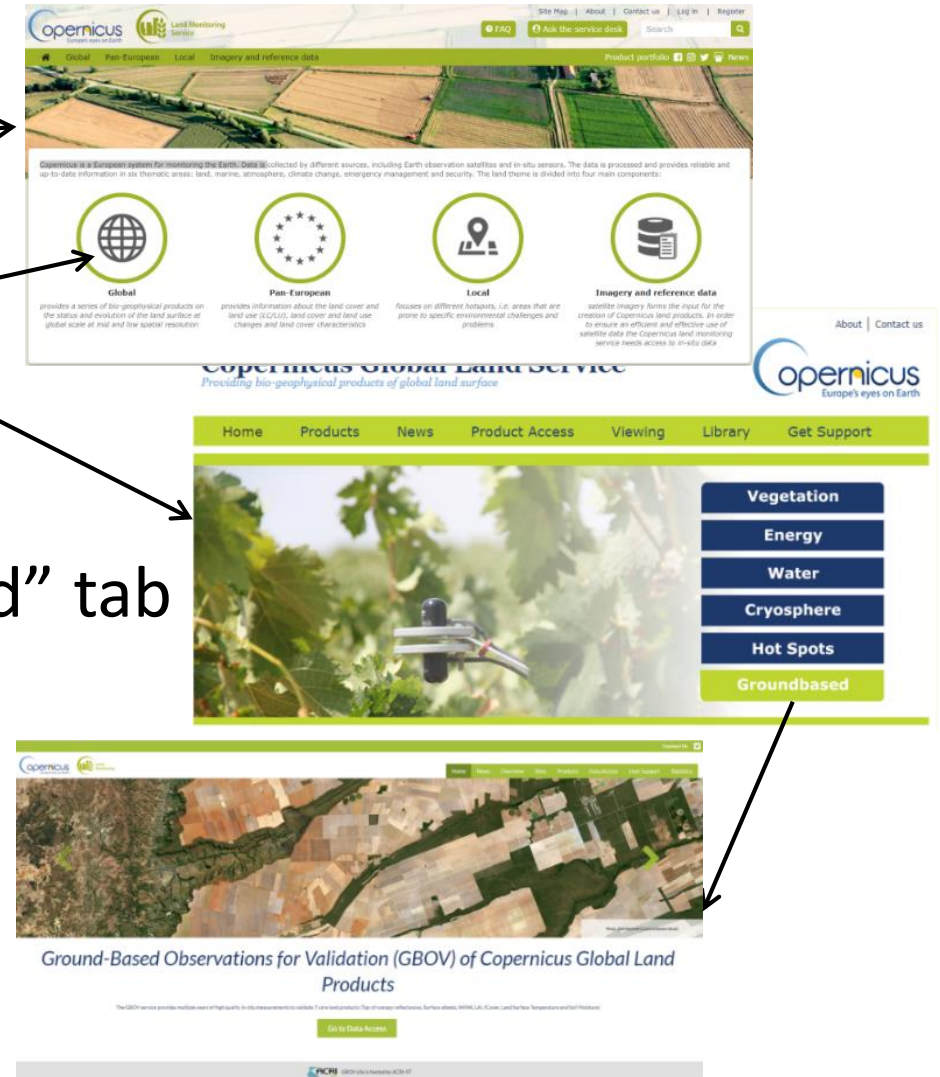 Site Map | About | Contact us | Log in | Register
Copernicus
Europe's eyes on Earth
Land Monitoring
Service
FAQ
Ask the service desk
Search
Global Pan-European Local Imagery and reference data
Product portfolio
News
Copernicus is a European system for monitoring the Earth. Data is collected by different sources, including Earth observation satellites and in-situ sensors. The data is processed and provides reliable and
up-to-date information in six thematic areas: land, marine, atmosphere, climate change, emergency management and security. The land theme is divided into four main components:
Global
provides a series of bio-geophysical products on
the status and evolution of the land surface at
global scale at mid and low spatial resolution
Pan-European
provides information about the land cover and
land use (LC/LU), land cover and land use
changes and land cover characteristics
Local
focuses on different hotspots, i.e. areas that are
prone to specific environmental challenges and
problems
Imagery and reference data
satellite imagery forms the input for the
creation of Copernicus land products. In order
to ensure an efficient and effective use of
satellite data the Copernicus land monitoring
service needs access to in-situ data
About | Contact us
Copernicus Global Land Service
Providing bio-geophysical products of global land surface
Copernicus
Europe's eyes on Earth
Home Products News Product Access Viewing Library Get Support
Vegetation
Energy
Water
Cryosphere
Hot Spots
Groundbased
d” tab
Contact Us
Copernicus
Home News Overview Sites Products Data Access User Support
Ground-Based Observations for Validation (GBOV) of Copernicus Global Land
Products
Go to Data Access
ACRI GBOV site is hosted by ACRI-ST